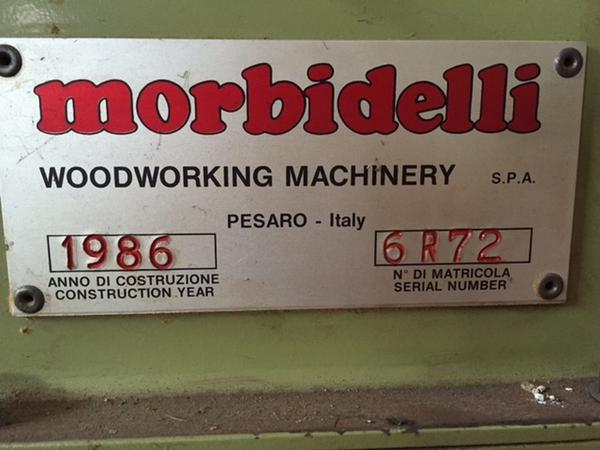 morbidelli
WOODWORKING MACHINERY S.P.A.
PESARO - Italy
1986 6R72
ANNO DI COSTRUZIONE N° DI MATRICOLA
CONSTRUCTION YEAR SERIAL NUMBER